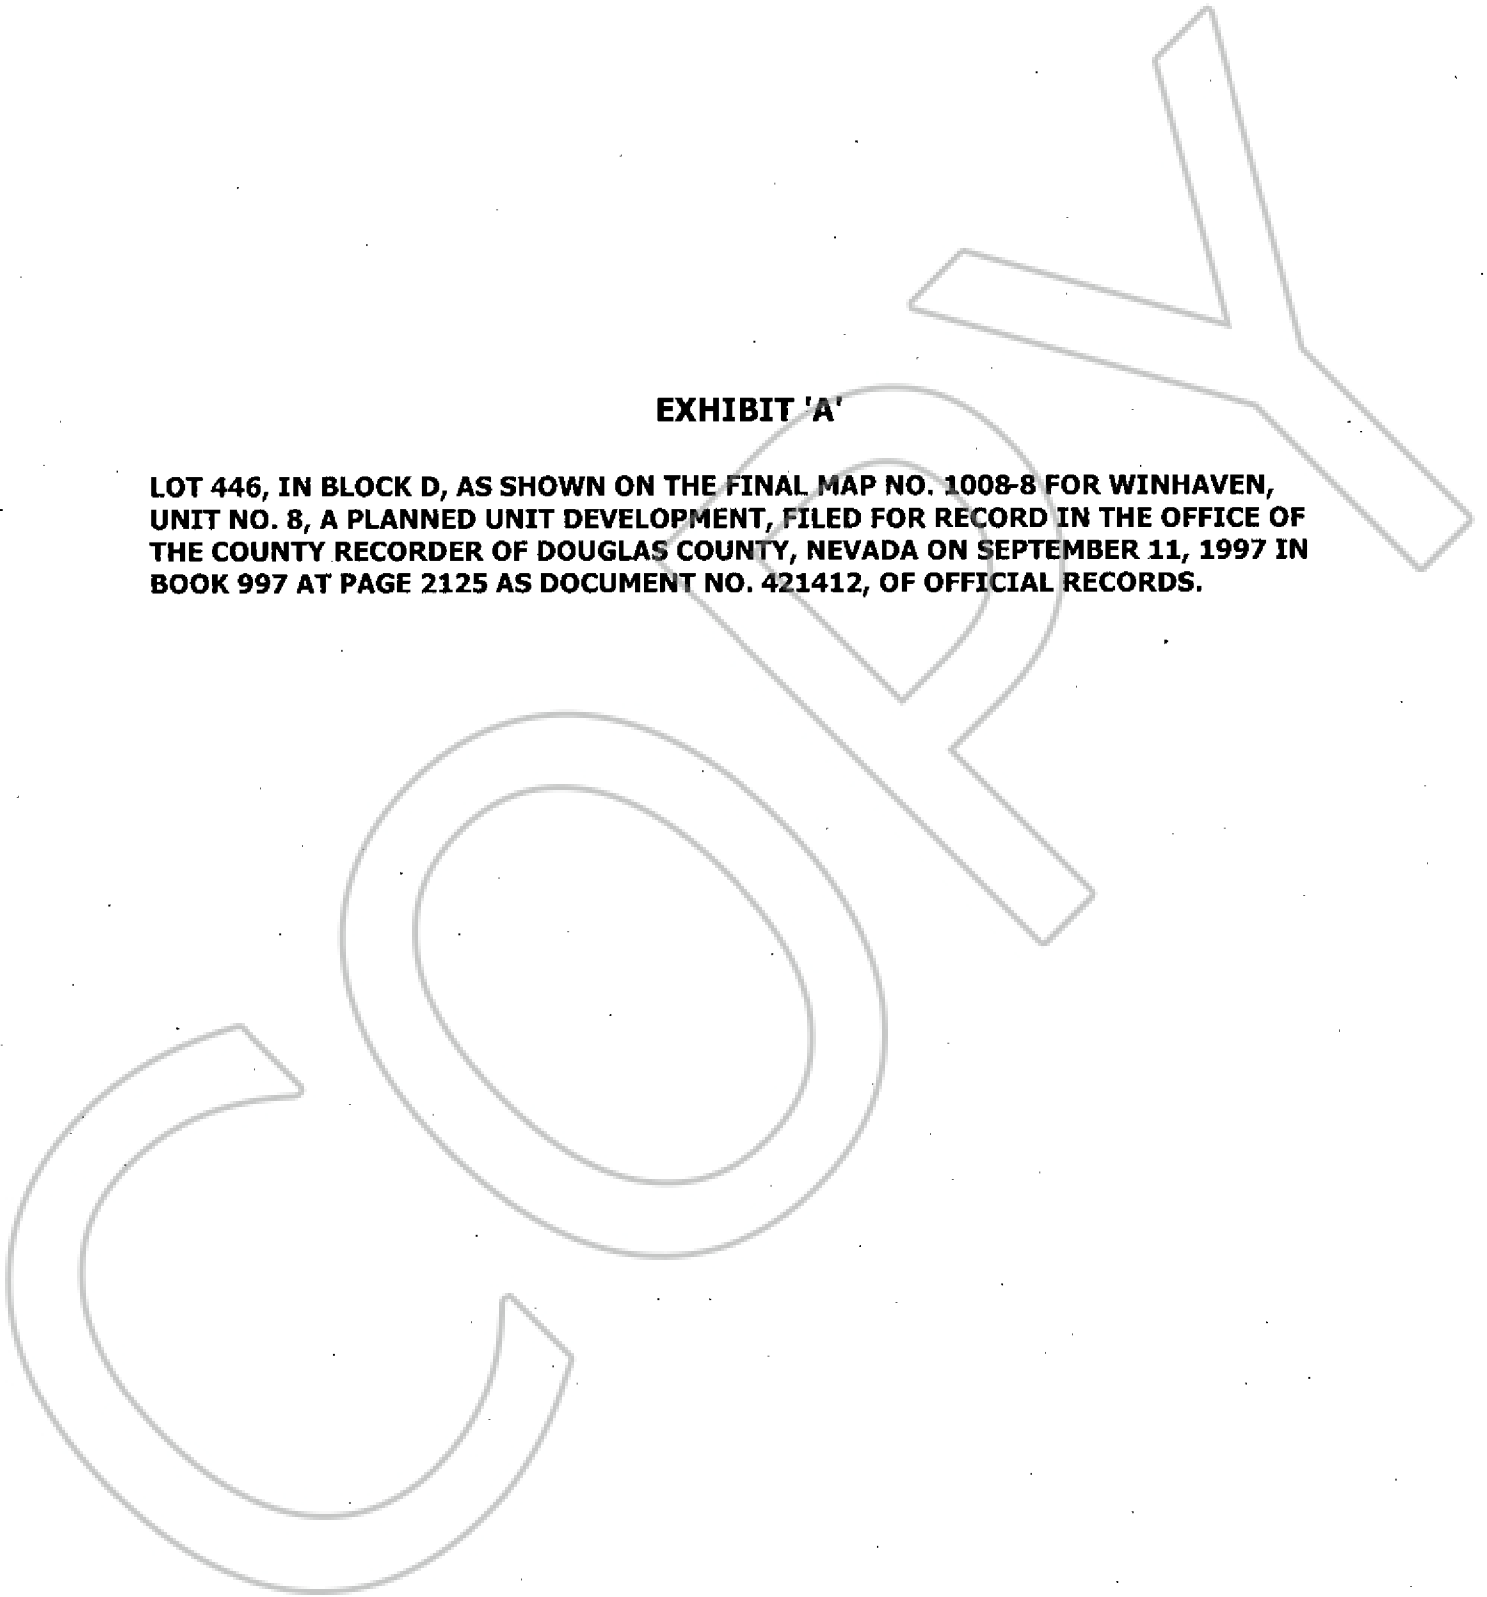 EXHIBIT 'A'
LOT 446, IN BLOCK D, AS SHOWN ON THE FINAL MAP NO. 1008-8 FOR WINHAVEN,
UNIT NO. 8, A PLANNED UNIT DEVELOPMENT, FILED FOR RECORD IN THE OFFICE OF
THE COUNTY RECORDER OF DOUGLAS COUNTY, NEVADA ON SEPTEMBER 11, 1997 IN
BOOK 997 AT PAGE 2125 AS DOCUMENT NO. 421412, OF OFFICIAL RECORDS.
COPY